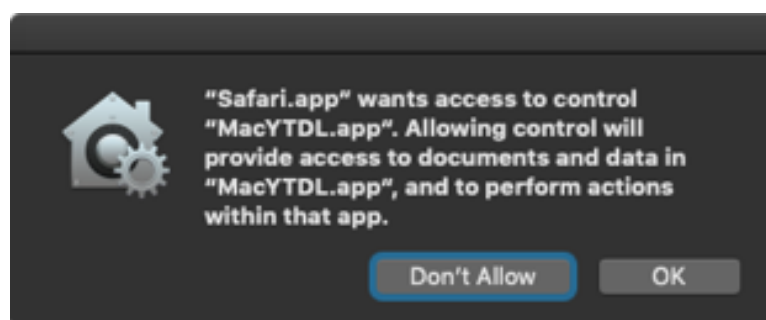 “Safari.app” wants access to control
“MacYTDL.app”. Allowing control will
provide access to documents and data in
“MacYTDL.app”, and to perform actions
within that app.
Don’t Allow
OK